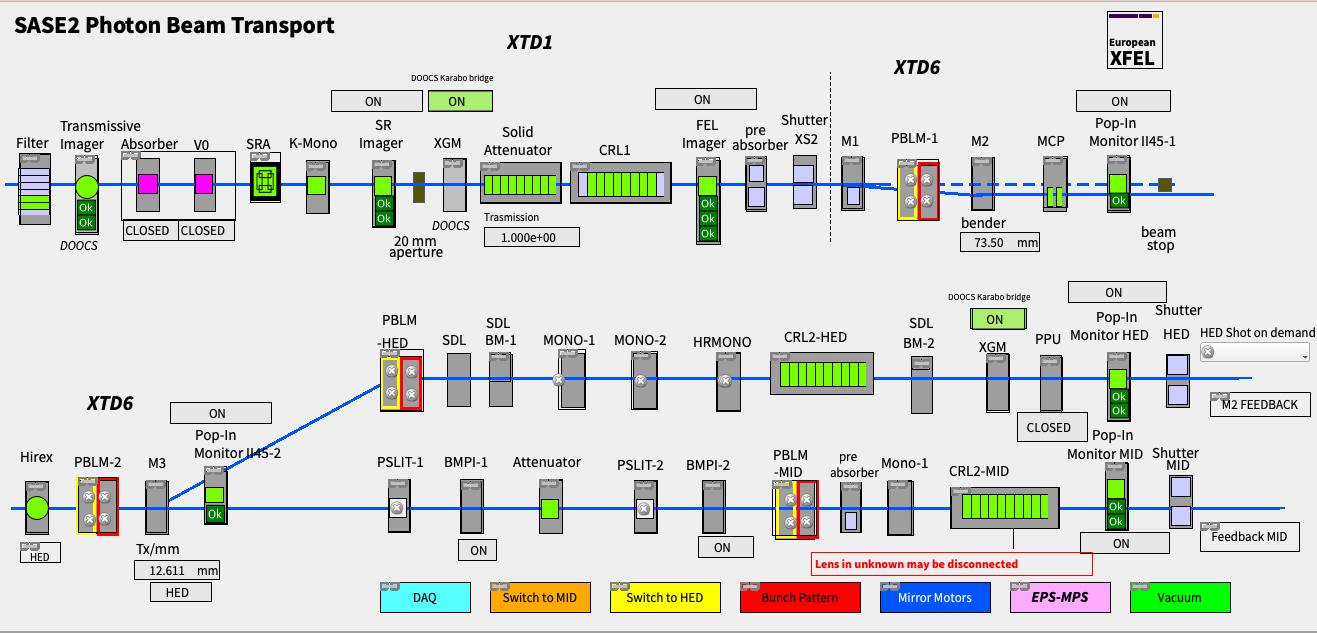 SASE2 Photon Beam Transport
XTD1
XTD6
European
XFEL
DOOCS Karabo bridge
ON
ON
ON
ON
Filter
Transmissive
Imager
Absorber
V0
SRA
K-Mono
SR
Imager
XGM
Solid
Attenuator
CRL1
FEL
Imager
pre
absorber
Shutter
XS2
M1
PBLM-1
M2
MCP
Pop-In
Monitor II45-1
Ok
Ok
DOOCS
CLOSED
CLOSED
Ok
Ok
20 mm
aperture
DOOCS
Trasmission
1.000e+00
Ok
Ok
Ok
bender
73.50 mm
Ok
beam
stop
PBLM
-HED
SDL
SDL
BM-1
MONO-1
MONO-2
HRMONO
CRL2-HED
SDL
BM-2
DOOCS Karabo bridge
ON
XGM
PPU
CLOSED
ON
Pop-In
Monitor HED
Ok
Ok
Shutter
HED
HED Shot on demand
M2 FEEDBACK
XTD6
ON
Pop-In
Monitor II45-2
Hirex
PBLM-2
M3
Ok
HED
Tx/mm
12.611 mm
HED
PSLIT-1
BMPI-1
ON
Attenuator
PSLIT-2
BMPI-2
ON
PBLM
-MID
pre
absorber
Mono-1
CRL2-MID
Pop-In
Monitor MID
Ok
Ok
ON
Shutter
MID
Feedback MID
Lens in unknown may be disconnected
DAQ
Switch to MID
Switch to HED
Bunch Pattern
Mirror Motors
EPS-MPS
Vacuum